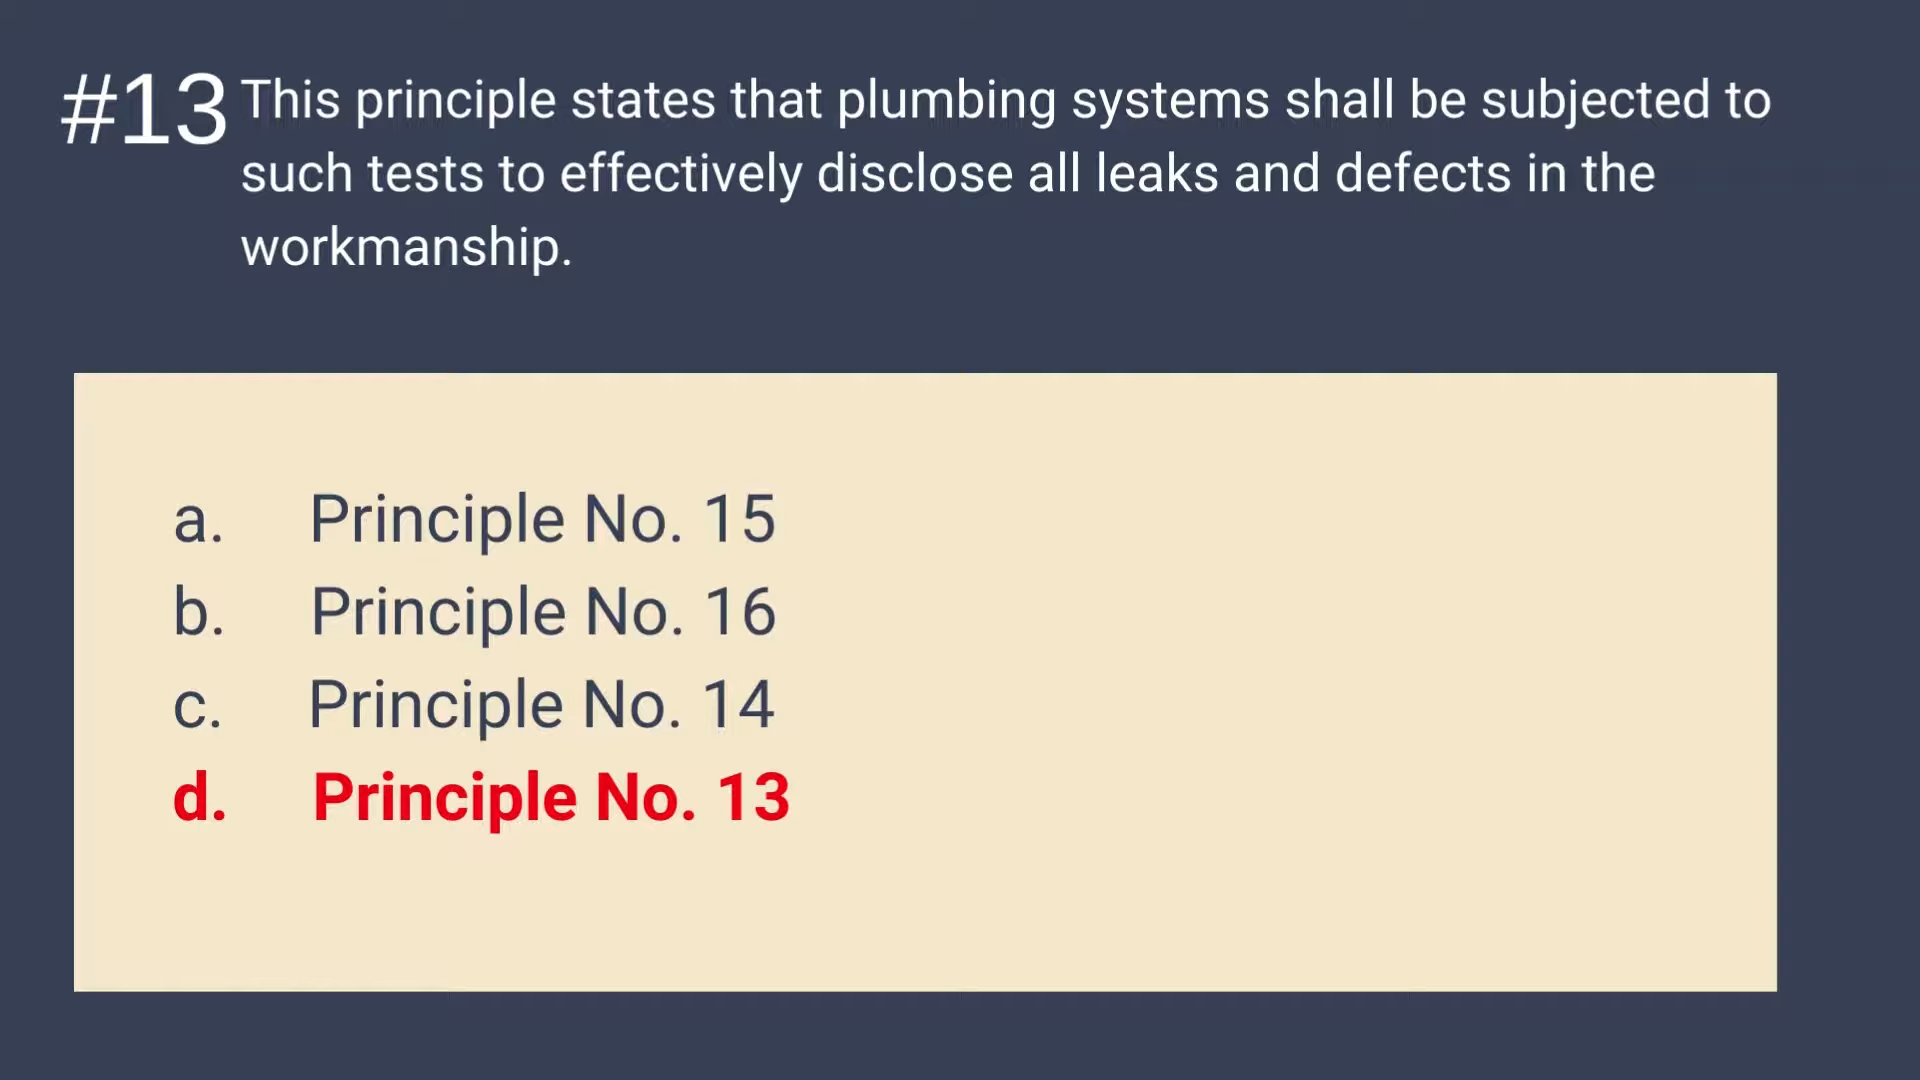 #13 This principle states that plumbing systems shall be subjected to
such tests to effectively disclose all leaks and defects in the
workmanship.
a. Principle No. 15
b. Principle No. 16
c. Principle No. 14
d. Principle No. 13